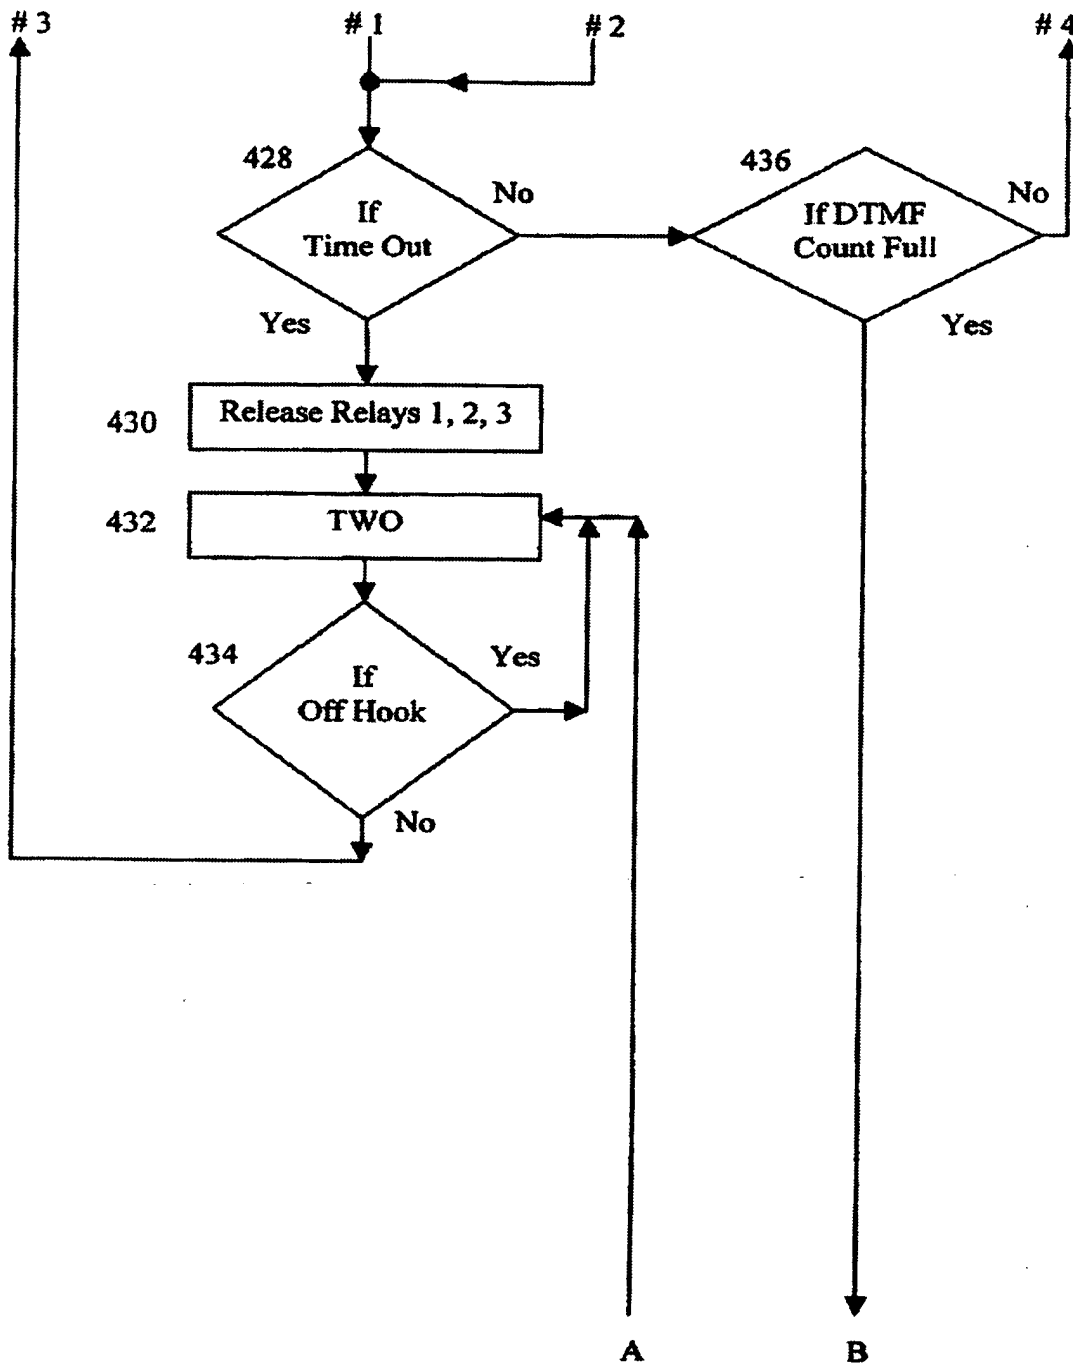 # 3
# 1
# 2
# 4
428
If
Time Out
No
Yes
436
If DTMF
Count Full
No
Yes
430
Release Relays 1, 2, 3
432
TWO
434
If
Off Hook
Yes
No
A
B